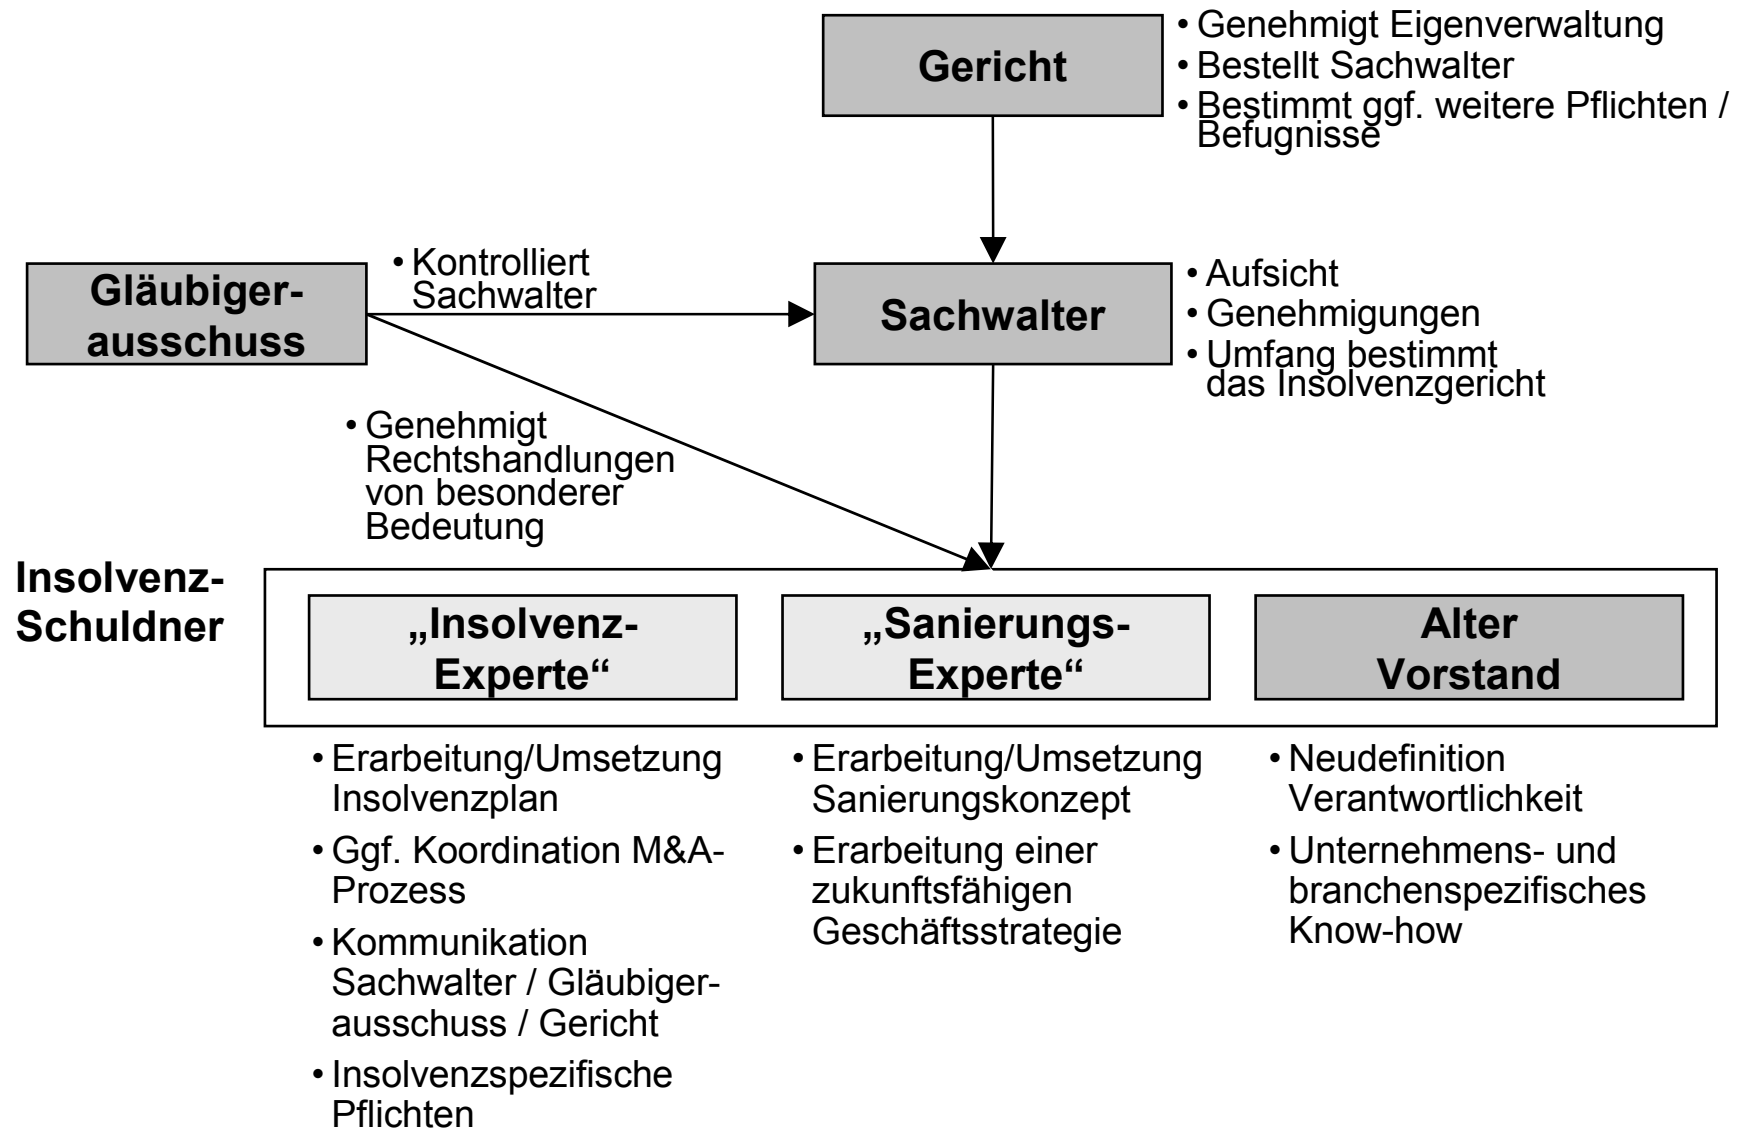 Gericht
• Genehmigt Eigenverwaltung
• Bestellt Sachwalter
• Bestimmt ggf. weitere Pflichten /
Befugnisse
Gläubiger-
ausschuss
• Kontrolliert
Sachwalter
Sachwalter
• Aufsicht
• Genehmigungen
• Umfang bestimmt
das Insolvenzgericht
• Genehmigt
Rechtshandlungen
von besonderer
Bedeutung
Insolvenz-
Schuldner
„Insolvenz-
Experte“
„Sanierungs-
Experte“
Alter
Vorstand
• Erarbeitung/Umsetzung
Insolvenzplan
• Ggf. Koordination M&A-
Prozess
• Kommunikation
Sachwalter / Gläubiger-
ausschuss / Gericht
• Insolvenzspezifische
Pflichten
• Erarbeitung/Umsetzung
Sanierungskonzept
• Erarbeitung einer
zukunftsfähigen
Geschäftsstrategie
• Neudefinition
Verantwortlichkeit
• Unternehmens- und
branchenspezifisches
Know-how